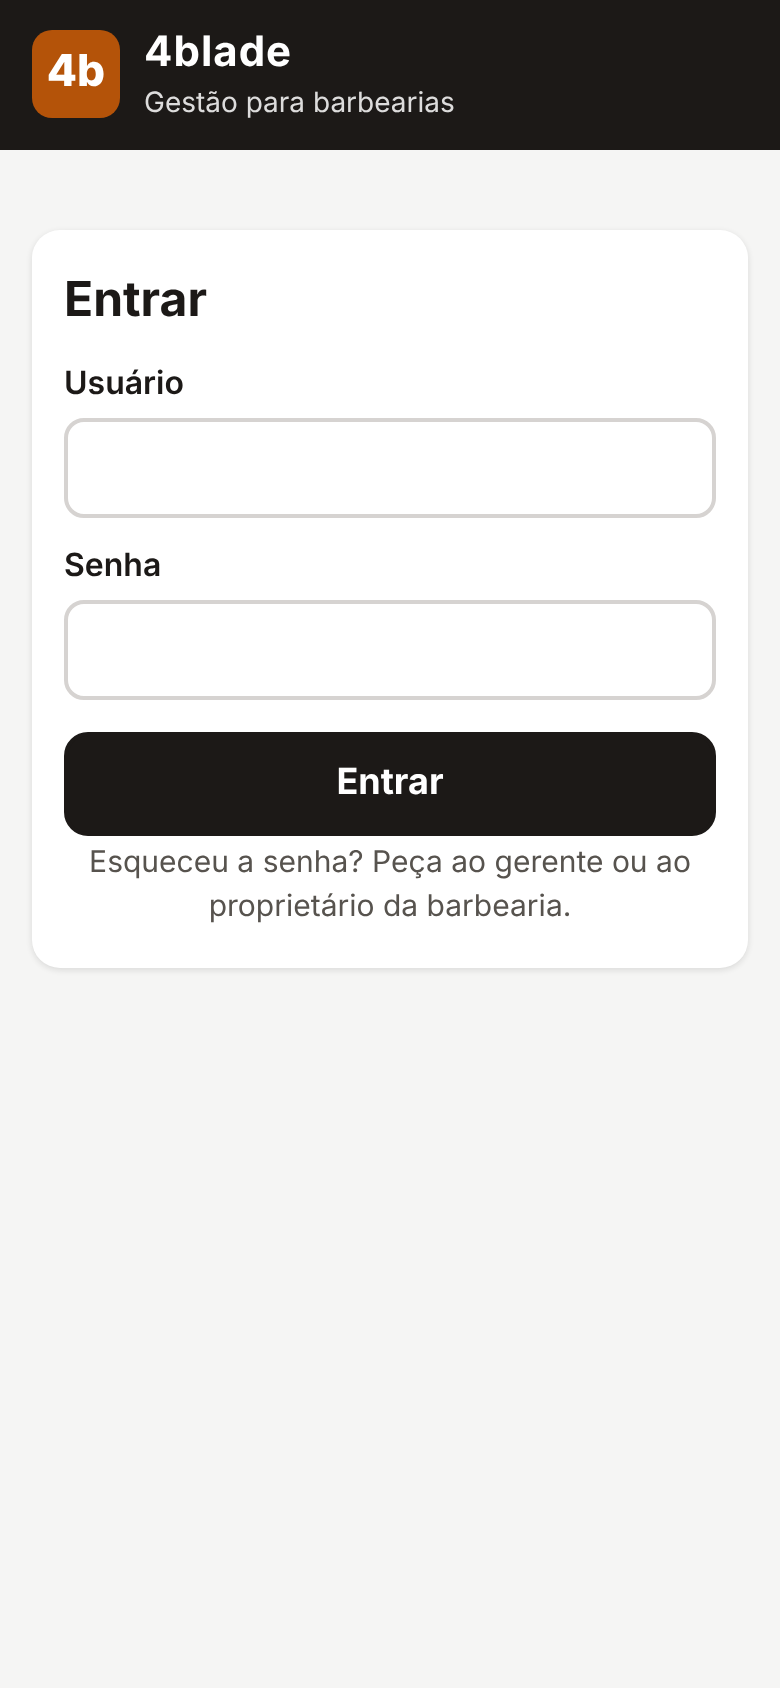 4b
4blade
Gestão para barbearias
Entrar
Usuário
Senha
Entrar
Esqueceu a senha? Peça ao gerente ou ao
proprietário da barbearia.